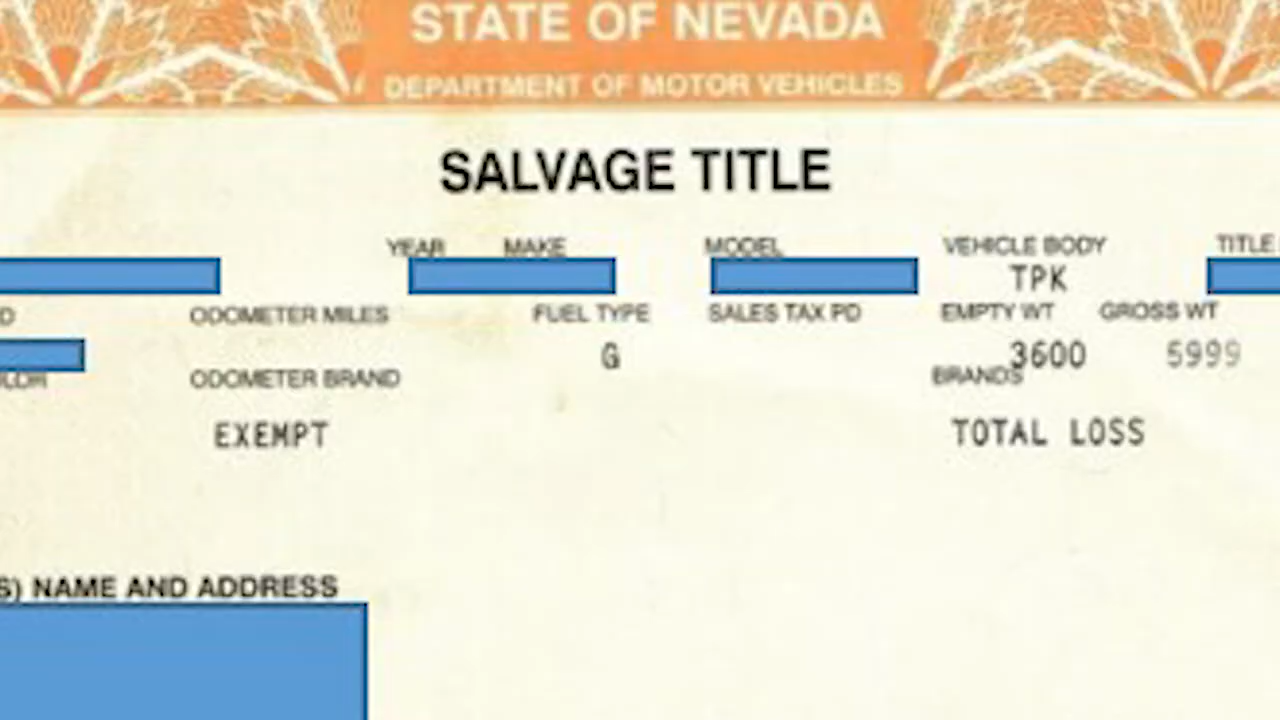 STATE OF NEVADA
DEPARTMENT OF MOTOR VEHICLES
SALVAGE TITLE
YEAR MAKE MODEL VEHICLE BODY TITLE
TPK
ODOMETER MILES FUEL TYPE SALES TAX PD EMPTY WT GROSS WT
G 3600 5999
ODOMETER BRAND BRANDS
EXEMPT TOTAL LOSS
S) NAME AND ADDRESS